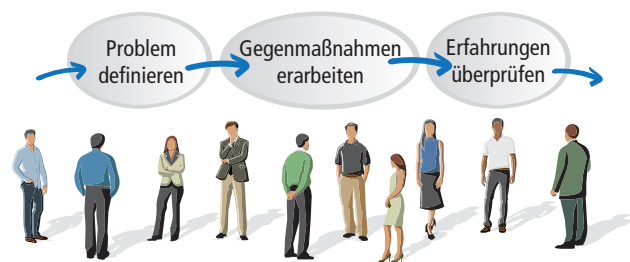 Problem
definieren
Gegenmaßnahmen
erarbeiten
Erfahrungen
überprüfen